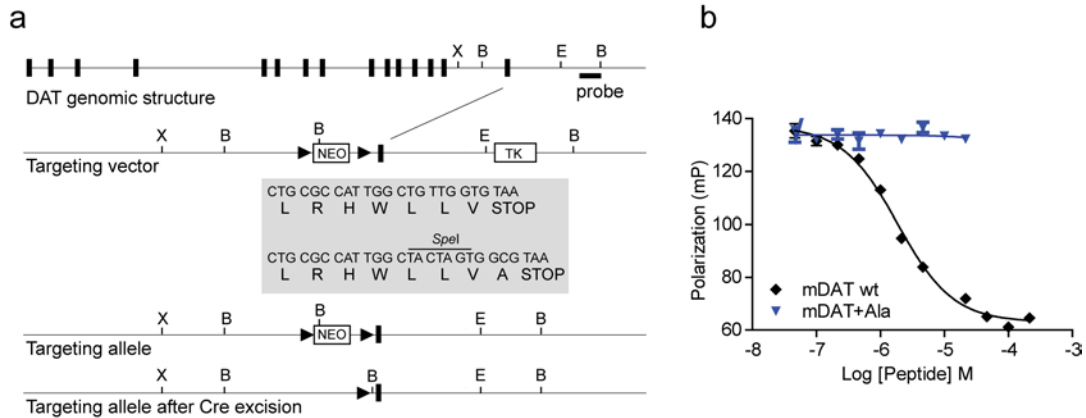 a
X B E B
DAT genomic structure
probe
X B B E B
NEO TK
Targeting vector
CTG CGC CAT TGG CTG TTG GTG TAA
L R H W L L V STOP
SpeI
CTG CGC CAT TGG CTA CTA GTG GCG TAA
L R H W L L V A STOP
X B B E B
NEO
Targeting allele
X B B E B
Targeting allele after Cre excision
b
140
120
100
80
60
Polarization (mP)
mDAT wt
mDAT+Ala
-8 -7 -6 -5 -4 -3
Log [Peptide] M